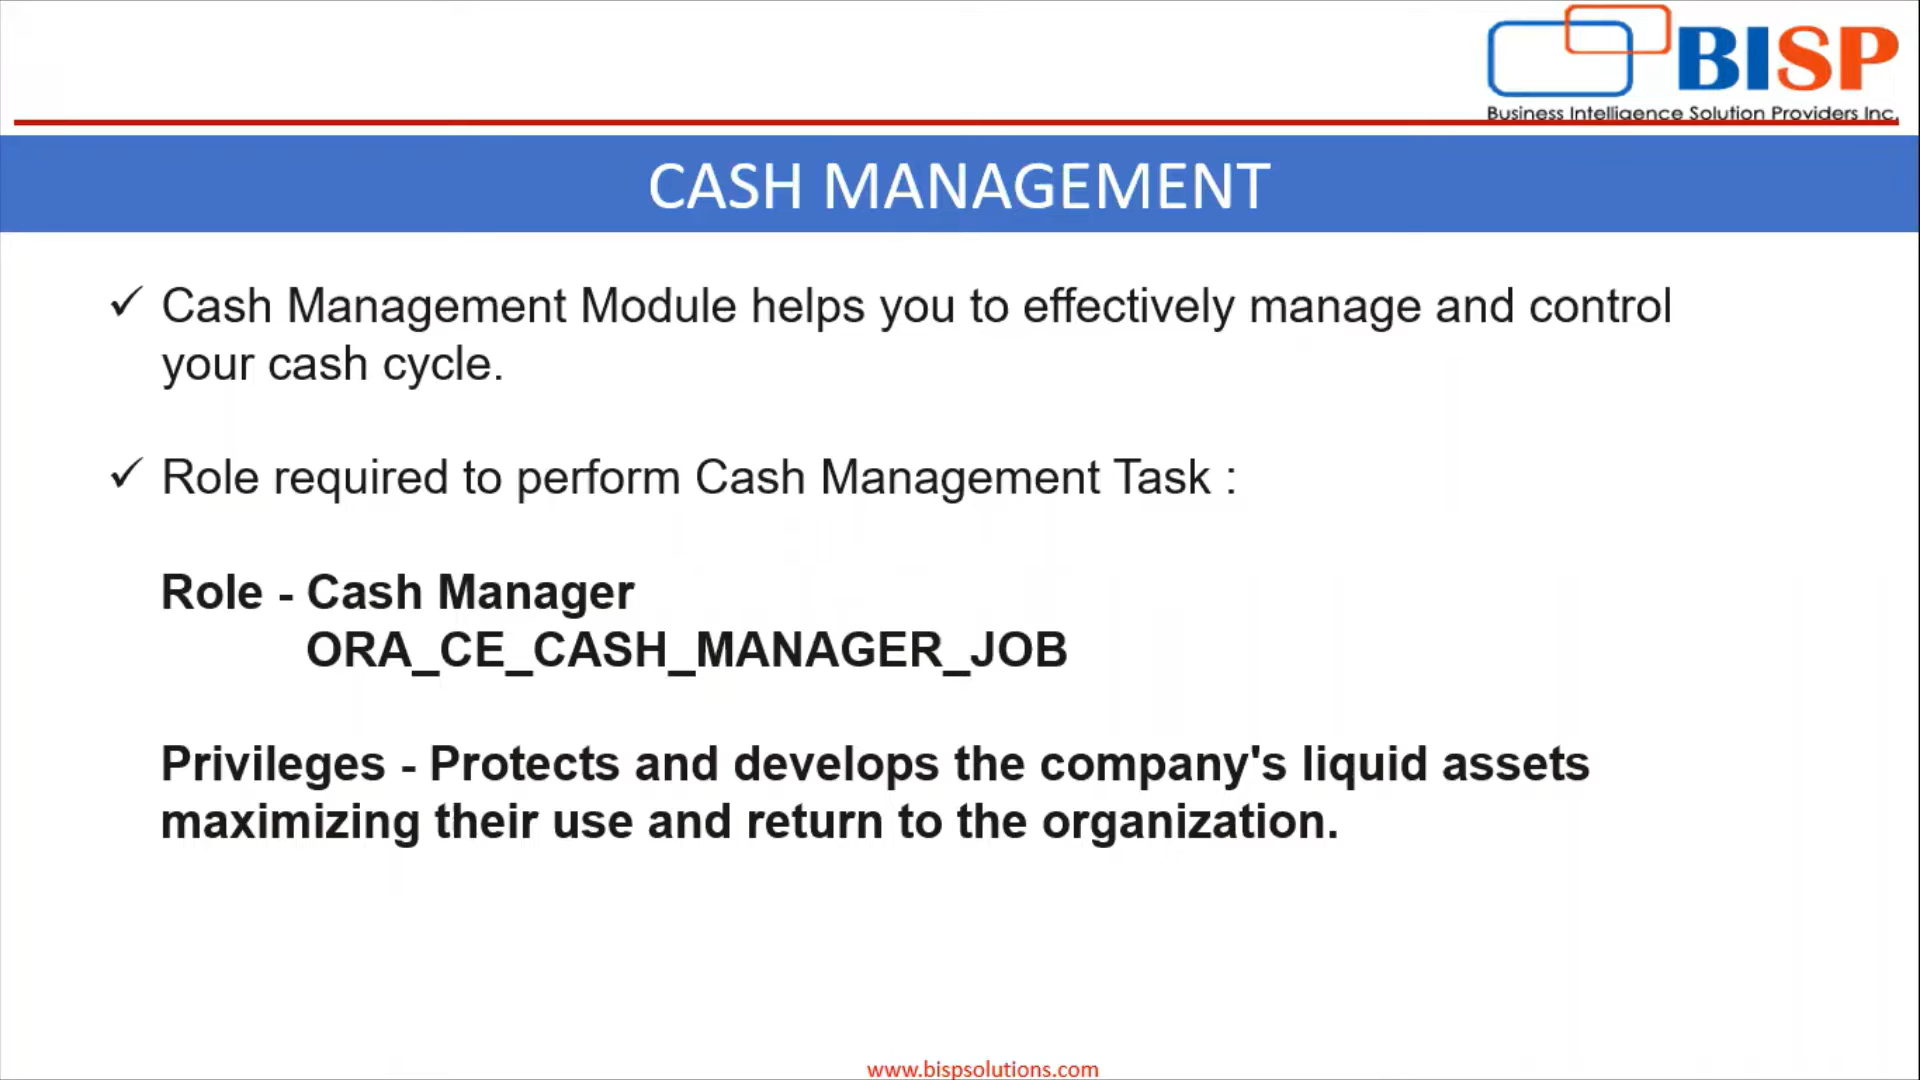 BISP
Business Intelligence Solution Providers Inc.
CASH MANAGEMENT
✓ Cash Management Module helps you to effectively manage and control
your cash cycle.
✓ Role required to perform Cash Management Task :
Role - Cash Manager
ORA_CE_CASH_MANAGER_JOB
Privileges - Protects and develops the company's liquid assets
maximizing their use and return to the organization.
www.bispsolutions.com